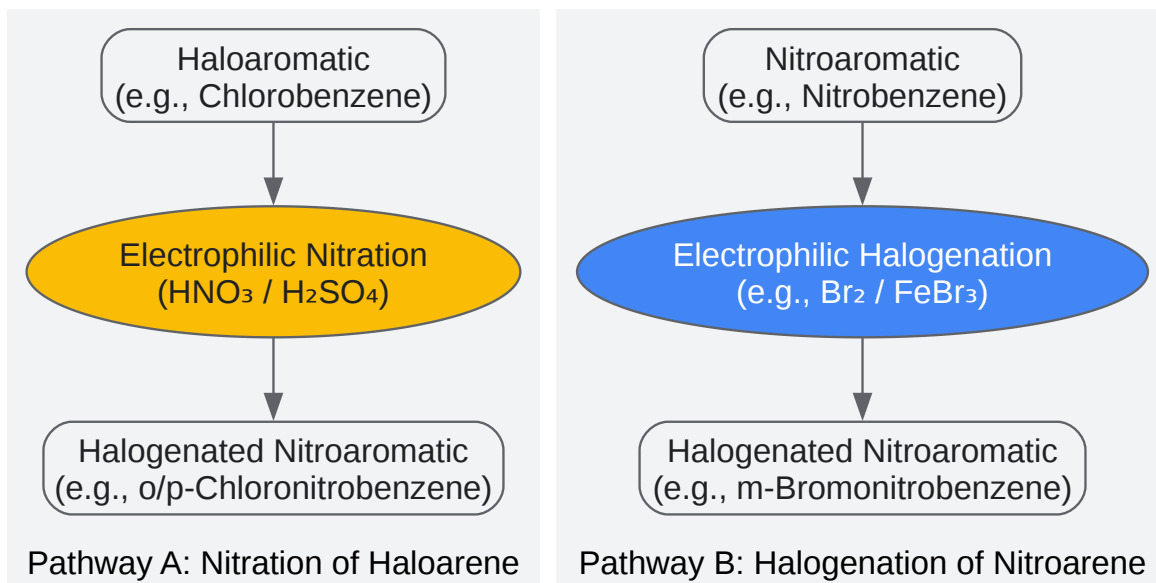 Haloaromatic
(e.g., Chlorobenzene)
Electrophilic Nitration
(HNO₃ / H₂SO₄)
Halogenated Nitroaromatic
(e.g., o/p-Chloronitrobenzene)
Pathway A: Nitration of Haloarene
Nitroaromatic
(e.g., Nitrobenzene)
Electrophilic Halogenation
(e.g., Br₂ / FeBr₃)
Halogenated Nitroaromatic
(e.g., m-Bromonitrobenzene)
Pathway B: Halogenation of Nitroarene